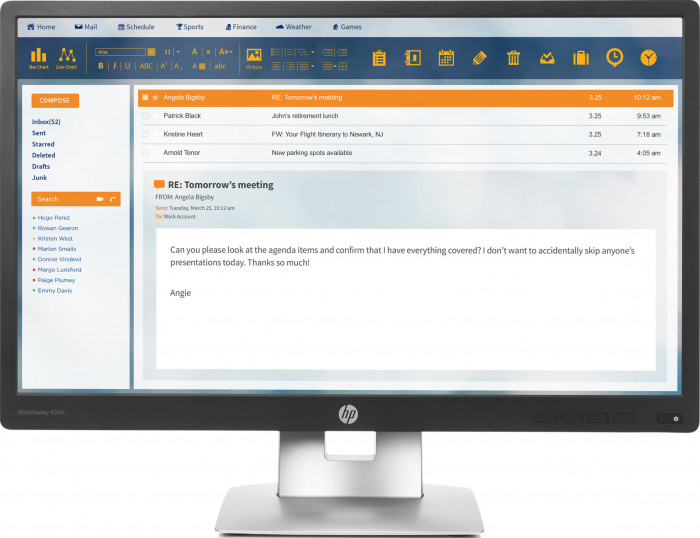 Home Mail Schedule Sports Finance Weather Games
Bar Chart Line Chart Arial 11 A a Aa Picture
B I U ABC A² A, A abc
COMPOSE
Inbox(52)
Sent
Starred
Deleted
Drafts
Junk
Search
Hugo Perez
Rowan Gearon
Kristen West
Marlon Smalls
Donnie Vindevil
Margo Lunsford
Paige Plumey
Emmy Davis
Angela Bigsby RE: Tomorrow's meeting 3.25 10:12 am
Patrick Black John's retirement lunch 3.25 9:53 am
Kristine Heart FW: Your Flight Itinerary to Newark, NJ 3.25 7:18 am
Arnold Tenor New parking spots available 3.24 4:05 am
RE: Tomorrow's meeting
FROM: Angela Bigsby
Sent: Tuesday, March 25, 10:12 am
To: Work Account
Can you please look at the agenda items and confirm that I have everything covered? I don't want to accidentally skip anyone's
presentations today. Thanks so much!
Angie
EliteDisplay E240
hp